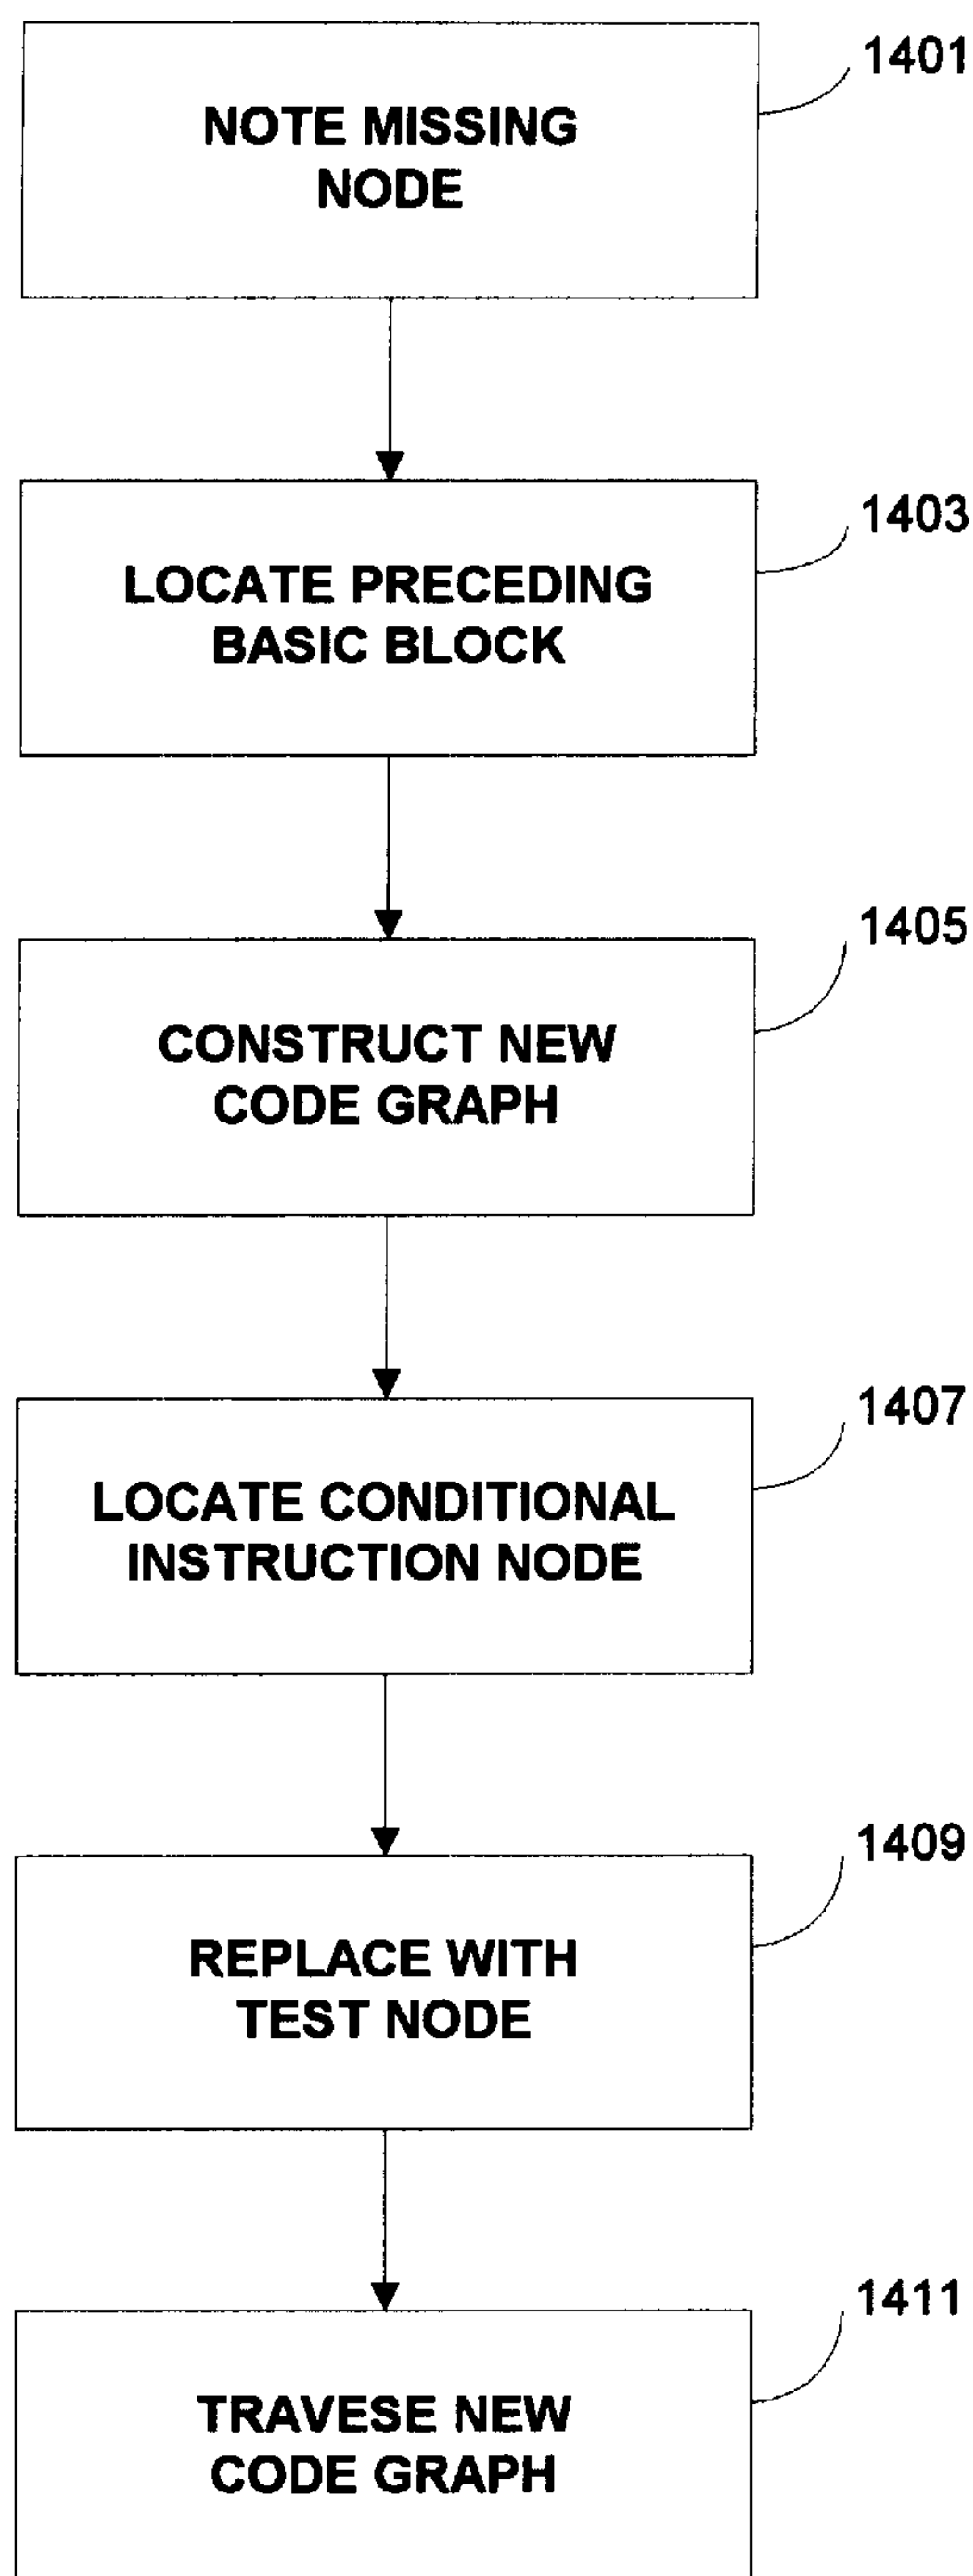 1401
NOTE MISSING
NODE
1403
LOCATE PRECEDING
BASIC BLOCK
1405
CONSTRUCT NEW
CODE GRAPH
1407
LOCATE CONDITIONAL
INSTRUCTION NODE
1409
REPLACE WITH
TEST NODE
1411
TRAVESE NEW
CODE GRAPH